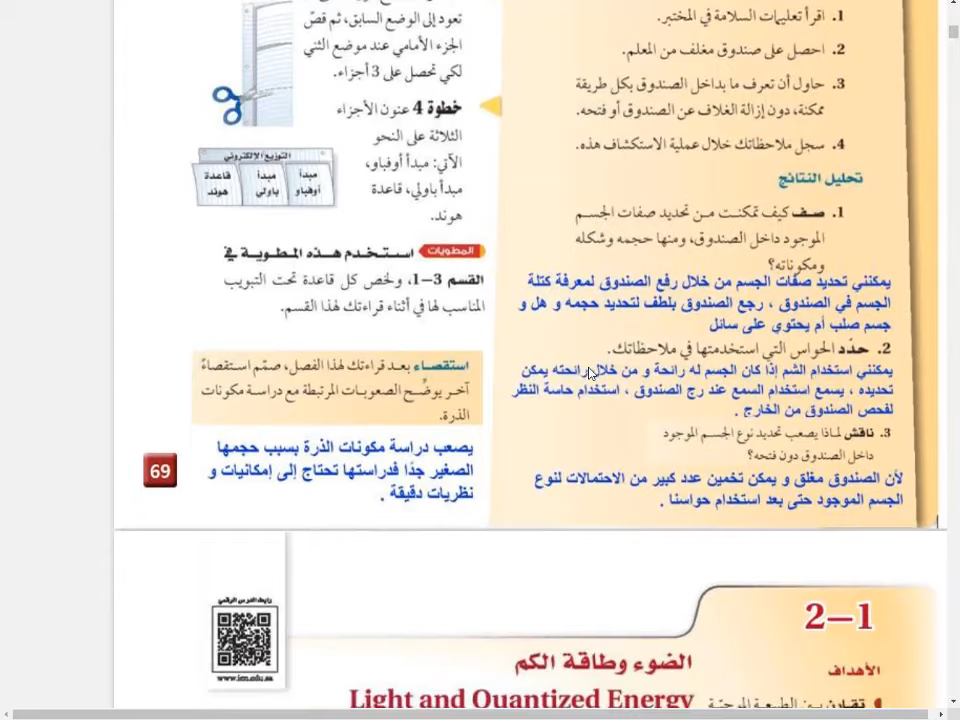 1. اقرأ تعليمات السلامة في المختبر.
2. احصل على صندوق مغلف من المعلم.
3. حاول أن تعرف ما بداخل الصندوق بكل طريقة
ممكنة، دون إزالة الغلاف عن الصندوق أو فتحه.
4. سجل ملاحظاتك خلال عملية الاستكشاف هذه.
تحليل النتائج
1. صف كيف تمكنت من تحديد صفات الجسم
الموجود داخل الصندوق، ومنها حجمه وشكله
ومكوناته؟
يمكنني تحديد صفات الجسم من خلال رفع الصندوق لمعرفة كتلة
الجسم في الصندوق ، رجع الصندوق بلطف لتحديد حجمه و هل و
جسم صلب أم يحتوي على سائل
2. حدّد الحواس التي استخدمتها في ملاحظاتك.
يمكنني استخدام الشم إذا كان الجسم له رائحة و من خلال رائحته يمكن
تحديده ، يسمع استخدام السمع عند رج الصندوق ، استخدام حاسة النظر
لفحص الصندوق من الخارج .
3. ناقش لماذا يصعب تحديد نوع الجسم الموجود
داخل الصندوق دون فتحه؟
لأن الصندوق مغلق و يمكن تخمين عدد كبير من الاحتمالات لنوع
الجسم الموجود حتى بعد استخدام حواسنا .
تعود إلى الوضع السابق، ثم قصّ
الجزء الأمامي عند موضع الثني
لكي تحصل على 3 أجزاء.
خطوة 4 عنون الأجزاء
الثلاثة على النحو
الآتي: مبدأ أوفباو،
مبدأ باولي، قاعدة
هوند.
التوزيع الإلكتروني
مبدأ أوفباو
مبدأ باولي
قاعدة هوند
المطويات استخدم هذه المطوية في
القسم 3–1، ولخص كل قاعدة تحت التبويب
المناسب لها في أثناء قراءتك لهذا القسم.
استقصاء بعد قراءتك لهذا الفصل، صمّم استقصاءً
آخر يوضّح الصعوبات المرتبطة مع دراسة مكونات
الذرة.
يصعب دراسة مكونات الذرة بسبب حجمها
الصغير جدًا فدراستها تحتاج إلى إمكانيات و
نظريات دقيقة .
69
2–1
الأهداف
تقارن بين الطبيعة الموجيّة
الضوء وطاقة الكم
Light and Quantized Energy
رابط الدرس الرقمي
www.ien.edu.sa